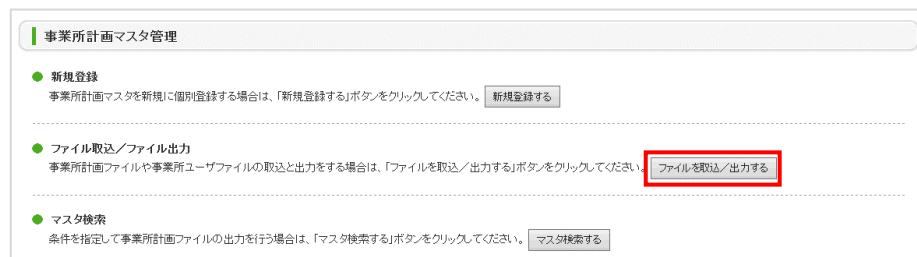 事業所計画マスタ管理
新規登録
事業所計画マスタを新規に個別登録する場合は、「新規登録する」ボタンをクリックしてください。 新規登録する
ファイル取込／ファイル出力
事業所計画ファイルや事業所ユーザファイルの取込と出力をする場合は、「ファイルを取込／出力する」ボタンをクリックしてください。 ファイルを取込／出力する
マスタ検索
条件を指定して事業所計画ファイルの出力を行う場合は、「マスタ検索する」ボタンをクリックしてください。 マスタ検索する